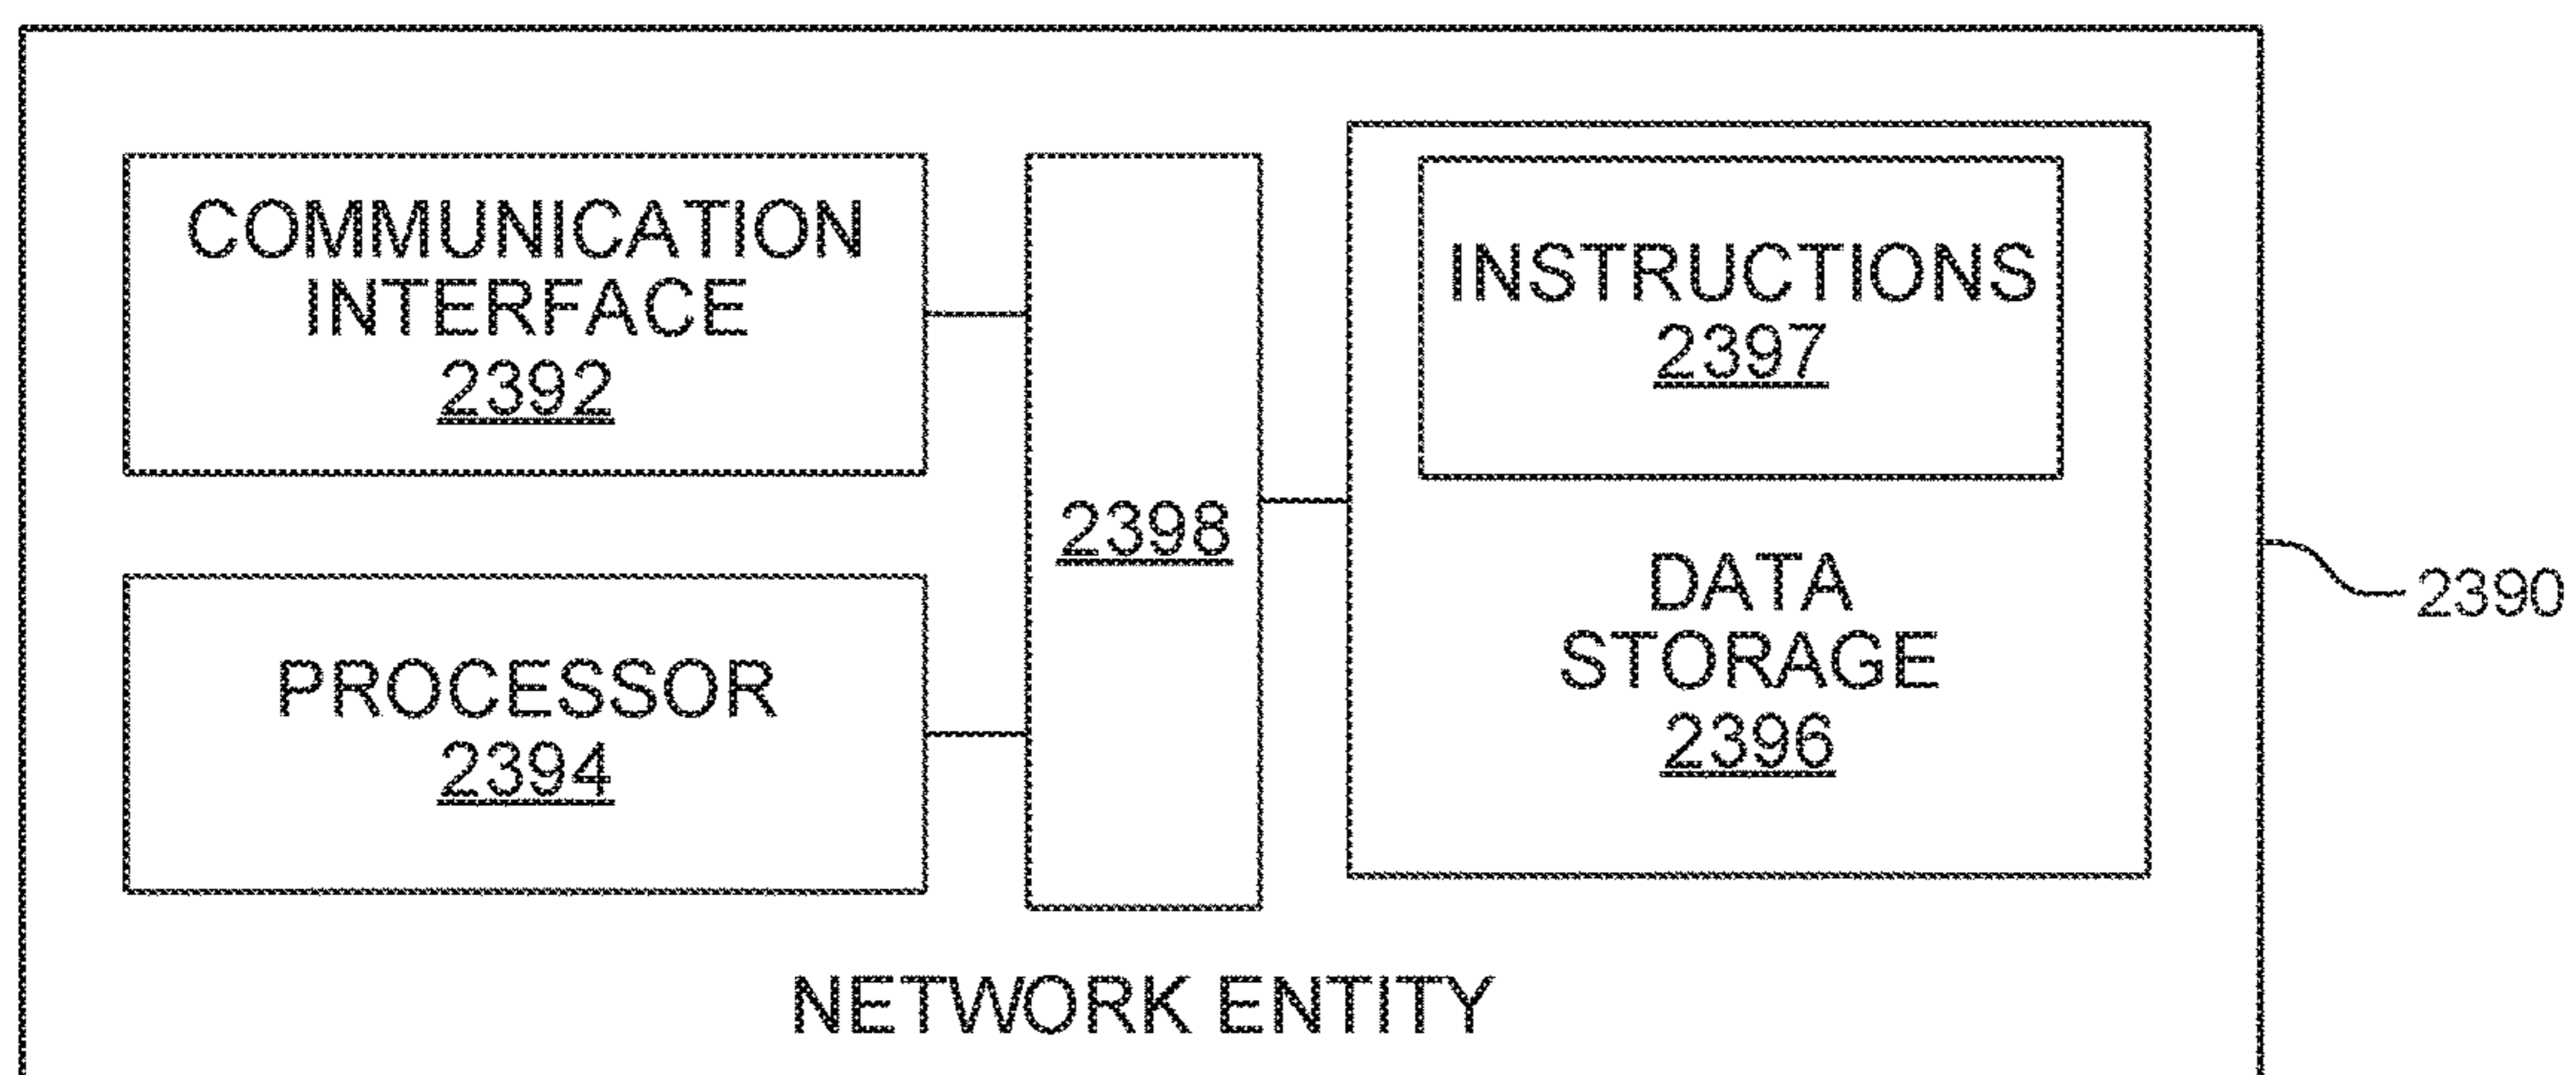 COMMUNICATION
INTERFACE
2392
PROCESSOR
2394
2398
INSTRUCTIONS
2397
DATA
STORAGE
2396
2390
NETWORK ENTITY